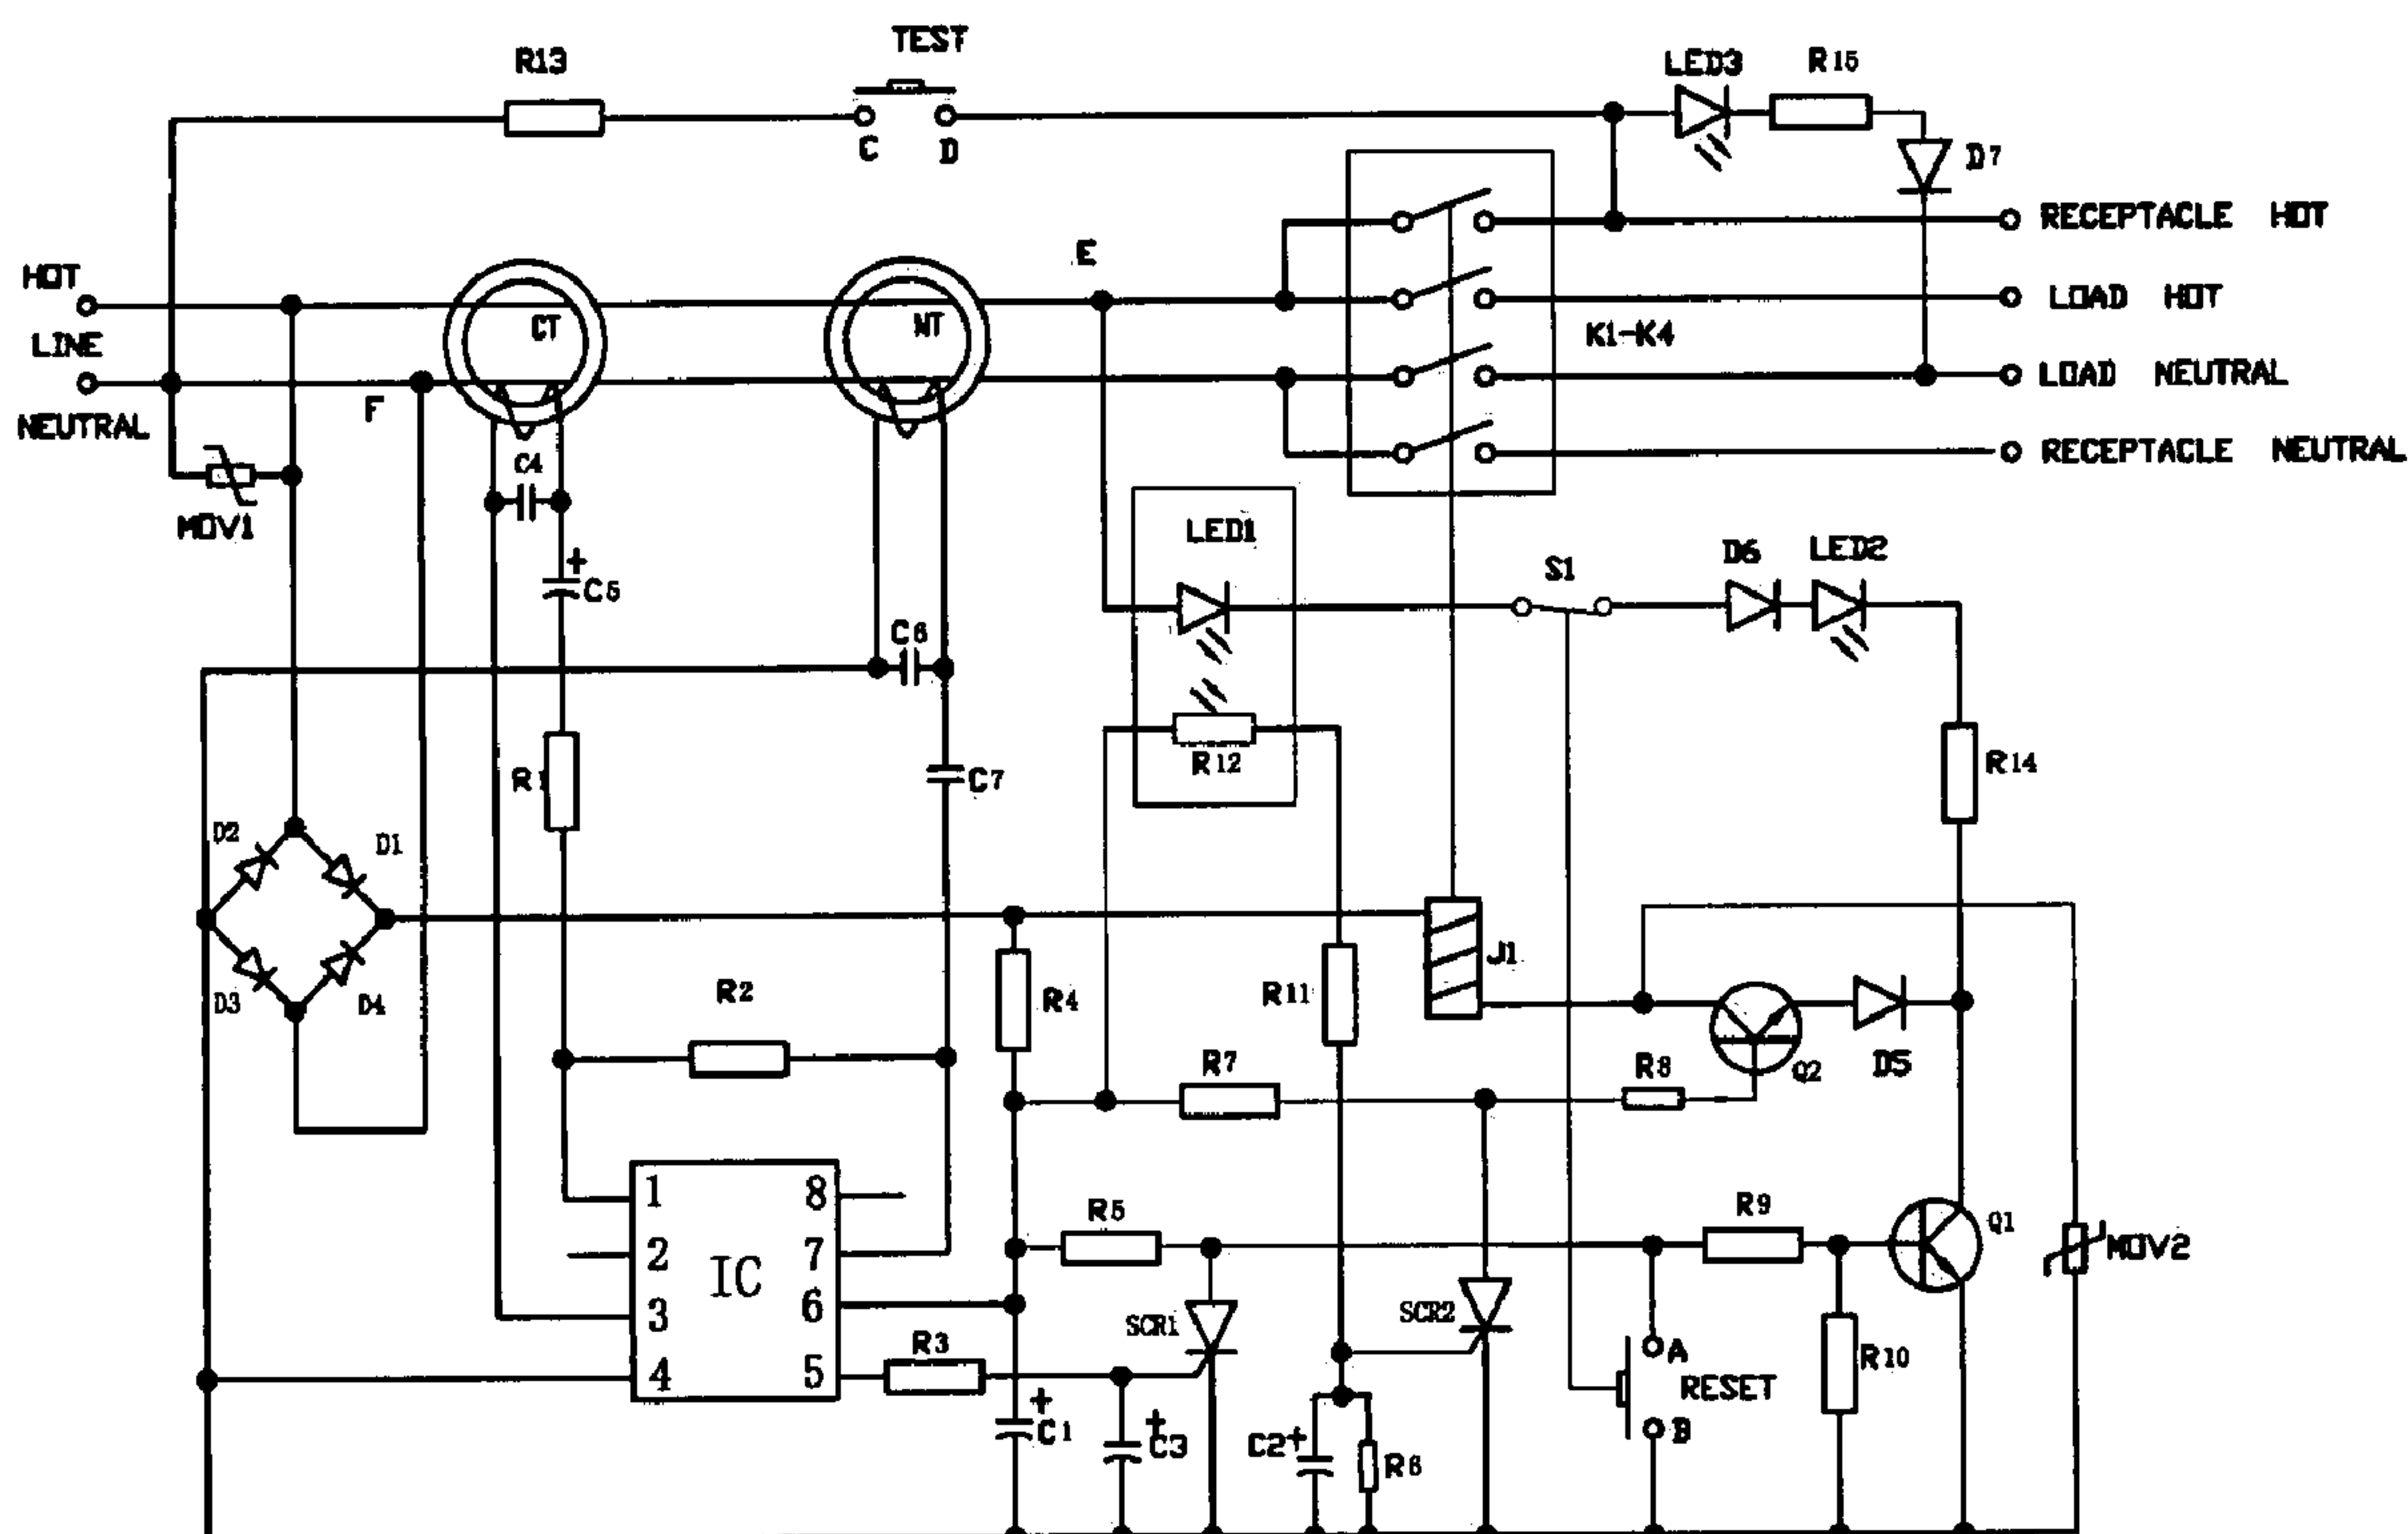 TEST
R13
LED3
R15
C
D
D7
RECEPTACLE HOT
E
HOT
LOAD HOT
CT
NT
LINE
K1-K4
LOAD NEUTRAL
F
NEUTRAL
RECEPTACLE NEUTRAL
C4
MOV1
LED1
D6
LED2
S1
+
C5
C6
R12
R14
R1
C7
D2
D1
J1
R2
R4
R11
D3
D4
R7
R8
Q2
D5
1
8
R5
R9
Q1
2
7
IC
MOV2
3
6
SCR1
SCR2
R3
4
5
A
R10
RESET
+
C1
+
C3
C2+
R6
B